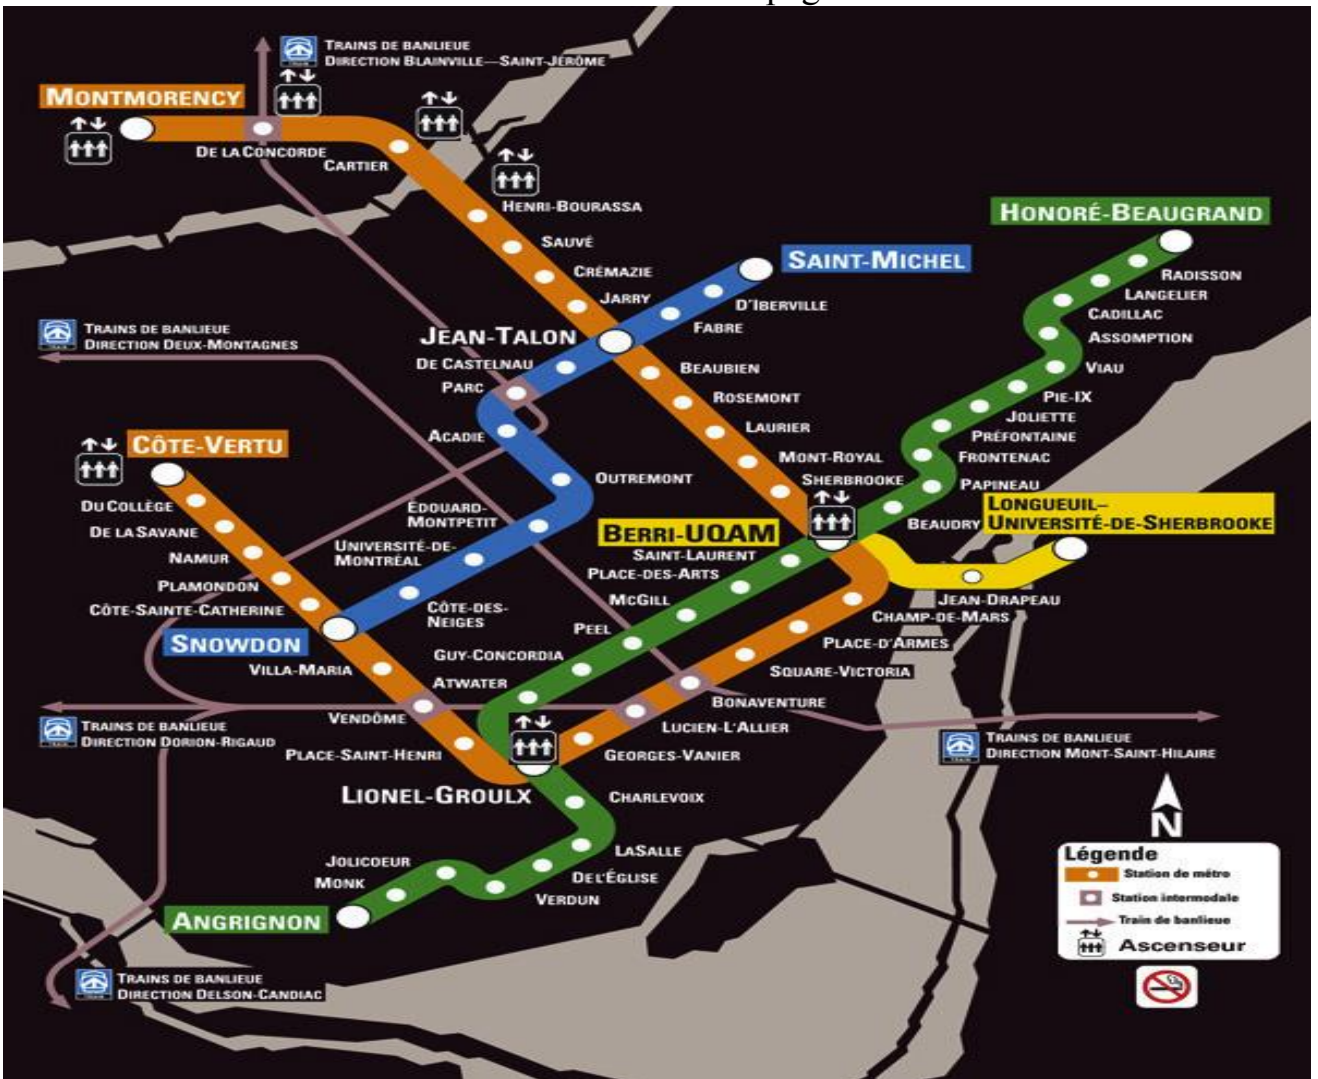 TRAINS DE BANLIEUE
DIRECTION BLAINVILLE—SAINT-JÉRÔME
MONTMORENCY
DE LA CONCORDE
CARTIER
HENRI-BOURASSA
SAUVÉ
CRÉMAZIE
JARRY
HONORÉ-BEAUGRAND
RADISSON
LANGELIER
CADILLAC
ASSOMPTION
VIAU
PIE-IX
JOLIETTE
PRÉFONTAINE
FRONTENAC
PAPINEAU
BEAUDRY
SAINT-MICHEL
D'IBERVILLE
FABRE
JEAN-TALON
DE CASTELNAU
PARC
ACADIE
OUTREMONT
ÉDOUARD-
MONTPETIT
UNIVERSITÉ-DE-
MONTRÉAL
CÔTE-DES-
NEIGES
SNOWDON
TRAINS DE BANLIEUE
DIRECTION DEUX-MONTAGNES
BEAUBIEN
ROSEMONT
LAURIER
MONT-ROYAL
SHERBROOKE
BERRI-UQAM
LONGUEUIL–
UNIVERSITÉ-DE-SHERBROOKE
JEAN-DRAPEAU
CHAMP-DE-MARS
PLACE-D'ARMES
SQUARE-VICTORIA
BONAVENTURE
LUCIEN-L'ALLIER
GEORGES-VANIER
CÔTE-VERTU
DU COLLÈGE
DE LA SAVANE
NAMUR
PLAMONDON
CÔTE-SAINTE-CATHERINE
VILLA-MARIA
VENDÔME
PLACE-SAINT-HENRI
LIONEL-GROULX
SAINT-LAURENT
PLACE-DES-ARTS
MCGILL
PEEL
GUY-CONCORDIA
ATWATER
CHARLEVOIX
LASALLE
DE L'ÉGLISE
VERDUN
JOLICOEUR
MONK
ANGRIGNON
TRAINS DE BANLIEUE
DIRECTION DORION-RIGAUD
TRAINS DE BANLIEUE
DIRECTION MONT-SAINT-HILAIRE
TRAINS DE BANLIEUE
DIRECTION DELSON-CANDIAC
N
Légende
Station de métro
Station intermodale
Train de banlieue
Ascenseur